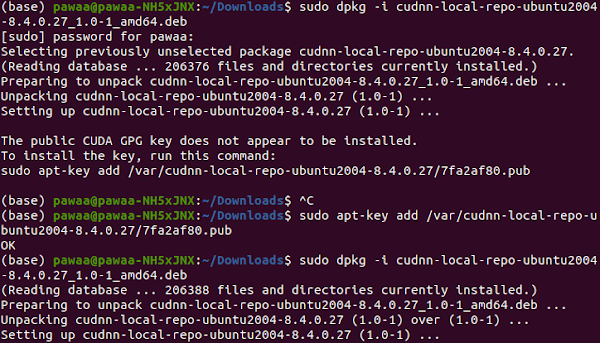 (base) pawaa@pawaa-NH5xJNX:~/Downloads$ sudo dpkg -i cudnn-local-repo-ubuntu2004
-8.4.0.27_1.0-1_amd64.deb
[sudo] password for pawaa:
Selecting previously unselected package cudnn-local-repo-ubuntu2004-8.4.0.27.
(Reading database ... 206376 files and directories currently installed.)
Preparing to unpack cudnn-local-repo-ubuntu2004-8.4.0.27_1.0-1_amd64.deb ...
Unpacking cudnn-local-repo-ubuntu2004-8.4.0.27 (1.0-1) ...
Setting up cudnn-local-repo-ubuntu2004-8.4.0.27 (1.0-1) ...
The public CUDA GPG key does not appear to be installed.
To install the key, run this command:
sudo apt-key add /var/cudnn-local-repo-ubuntu2004-8.4.0.27/7fa2af80.pub
(base) pawaa@pawaa-NH5xJNX:~/Downloads$ ^C
(base) pawaa@pawaa-NH5xJNX:~/Downloads$ sudo apt-key add /var/cudnn-local-repo-u
buntu2004-8.4.0.27/7fa2af80.pub
OK
(base) pawaa@pawaa-NH5xJNX:~/Downloads$ sudo dpkg -i cudnn-local-repo-ubuntu2004
-8.4.0.27_1.0-1_amd64.deb
(Reading database ... 206388 files and directories currently installed.)
Preparing to unpack cudnn-local-repo-ubuntu2004-8.4.0.27_1.0-1_amd64.deb ...
Unpacking cudnn-local-repo-ubuntu2004-8.4.0.27 (1.0-1) over (1.0-1) ...
Setting up cudnn-local-repo-ubuntu2004-8.4.0.27 (1.0-1) ...